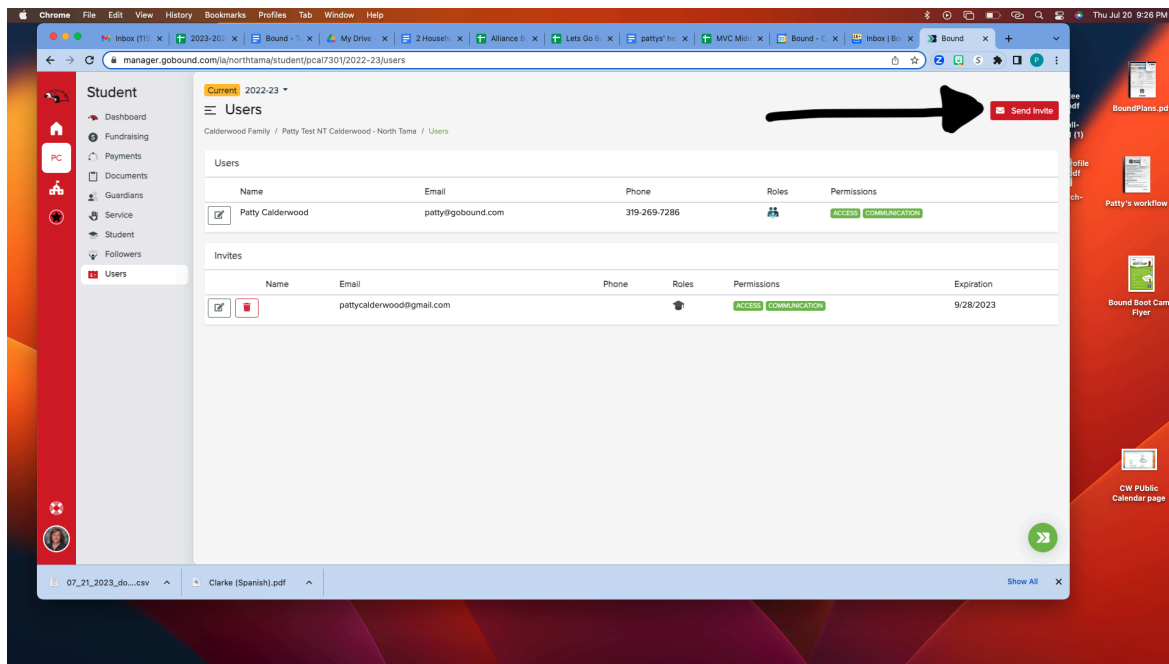 Chrome File Edit View History Bookmarks Profiles Tab Window Help Thu Jul 20 9:26 PM
Inbox (119 2023-202 Bound - My Drive - 2 Househ Alliance B Lets Go B pattys' he MVC Midd Bound - Inbox | Bo Bound
manager.gobound.com/ia/northtama/student/pcal7301/2022-23/users
Student
Dashboard
Fundraising
Payments
Documents
Guardians
Service
Student
Followers
Users
PC
Current 2022-23
Users
Send Invite
Calderwood Family / Patty Test NT Calderwood - North Tama / Users
Users
Name Email Phone Roles Permissions
Patty Calderwood patty@gobound.com 319-269-7286 ACCESS COMMUNICATION
Invites
Name Email Phone Roles Permissions Expiration
pattycalderwood@gmail.com ACCESS COMMUNICATION 9/28/2023
07_21_2023_do....csv Clarke (Spanish).pdf Show All
BoundPlans.pd
Patty's workflow
Bound Boot Cam
Flyer
CW PUblic
Calendar page